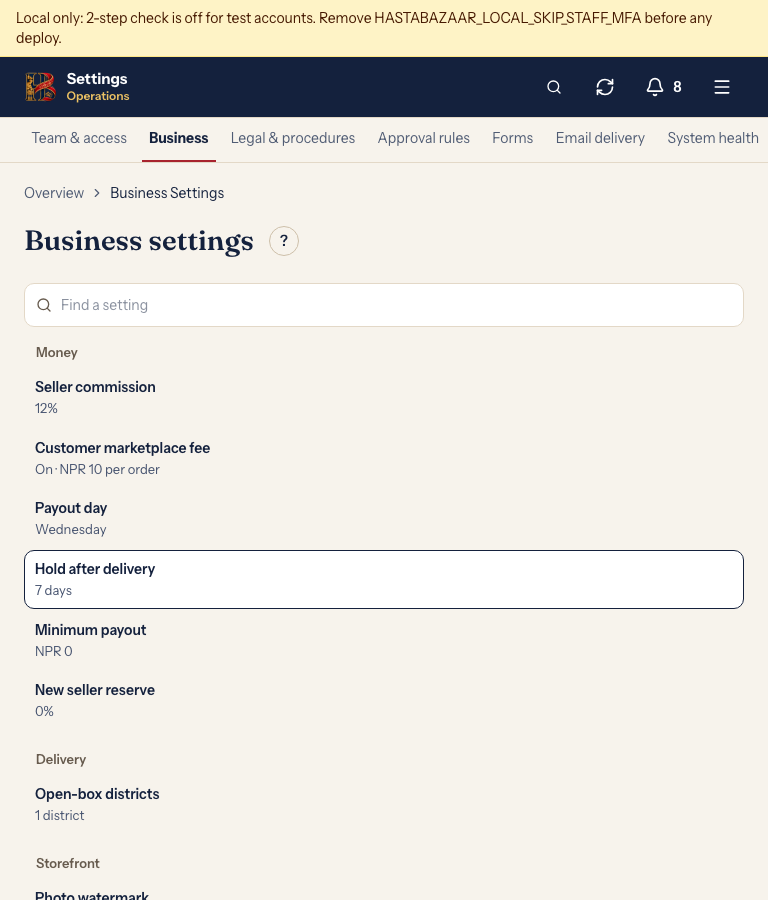 Local only: 2-step check is off for test accounts. Remove HASTABAZAAR_LOCAL_SKIP_STAFF_MFA before any
deploy.
Settings
Operations
8
Team & access
Business
Legal & procedures
Approval rules
Forms
Email delivery
System health
Overview
Business Settings
Business settings
?
Find a setting
Money
Seller commission
12%
Customer marketplace fee
On · NPR 10 per order
Payout day
Wednesday
Hold after delivery
7 days
Minimum payout
NPR 0
New seller reserve
0%
Delivery
Open-box districts
1 district
Storefront
Photo watermark